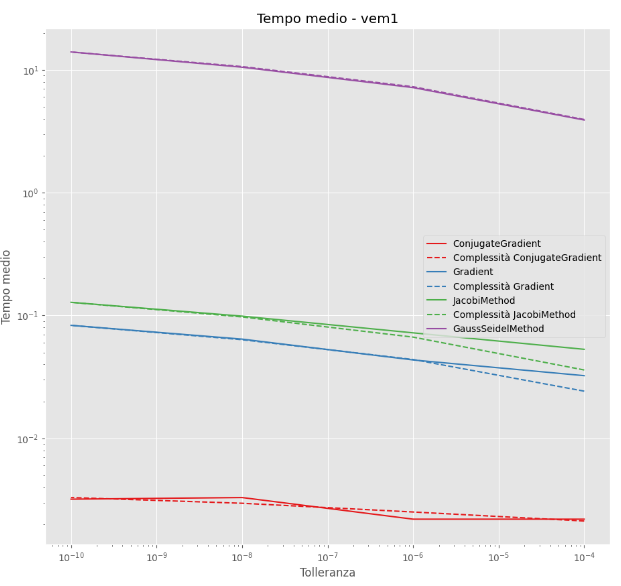 Tempo medio - vem1
Tempo medio
10¹
10⁰
10⁻¹
10⁻²
ConjugateGradient
Complessità ConjugateGradient
Gradient
Complessità Gradient
JacobiMethod
Complessità JacobiMethod
GaussSeidelMethod
10⁻¹⁰
10⁻⁹
10⁻⁸
10⁻⁷
10⁻⁶
10⁻⁵
10⁻⁴
Tolleranza